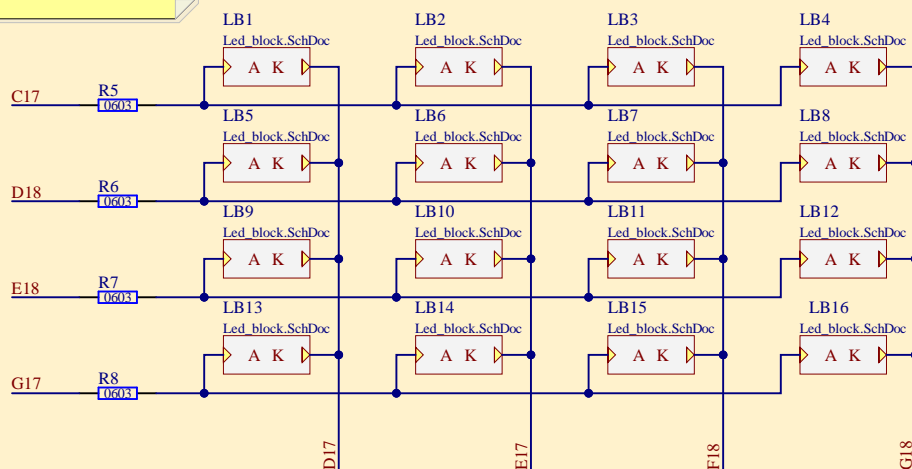 LB1 LB2 LB3 LB4
Led_block.SchDoc Led_block.SchDoc Led_block.SchDoc Led_block.SchDoc
A K A K A K A K
C17 R5
0603
LB5 LB6 LB7 LB8
Led_block.SchDoc Led_block.SchDoc Led_block.SchDoc Led_block.SchDoc
A K A K A K A K
D18 R6
0603
LB9 LB10 LB11 LB12
Led_block.SchDoc Led_block.SchDoc Led_block.SchDoc Led_block.SchDoc
A K A K A K A K
E18 R7
0603
LB13 LB14 LB15 LB16
Led_block.SchDoc Led_block.SchDoc Led_block.SchDoc Led_block.SchDoc
A K A K A K A K
G17 R8
0603
D17 E17 F18 G18